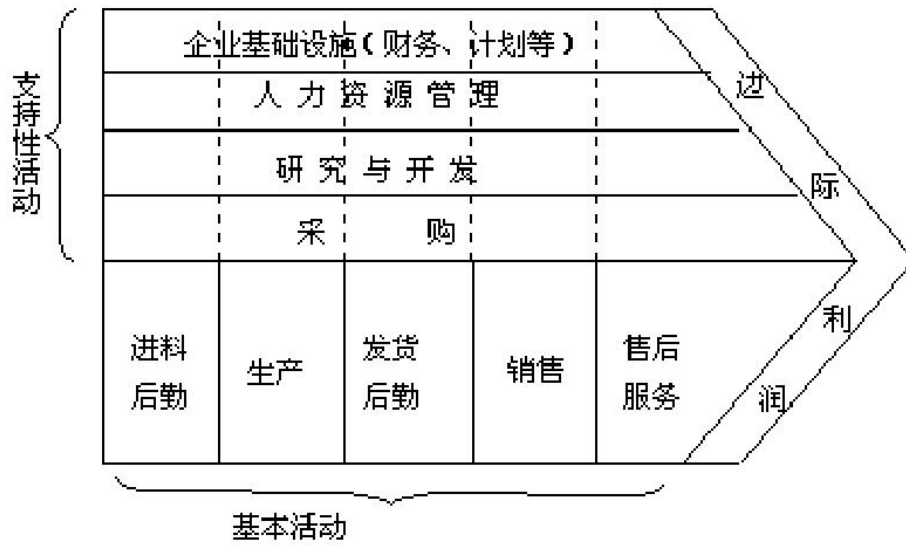 企业基础设施（财务、计划等）
人力资源管理
研究与开发
采购
支持性活动
进料
后勤
生产
发货
后勤
销售
售后
服务
边际利润
基本活动